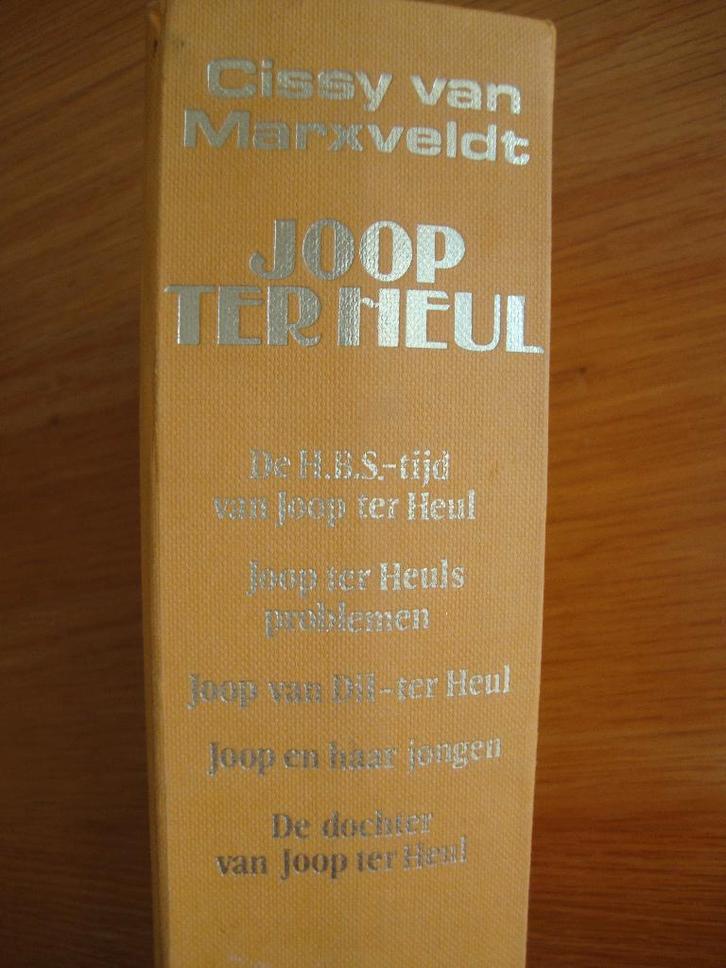 Cissy van
Marxveldt
JOOP
TER HEUL
De H.B.S.-tijd
van Joop ter Heul
Joop ter Heuls
problemen
Joop van Dil-ter Heul
Joop en haar jongen
De dochter
van Joop ter Heul